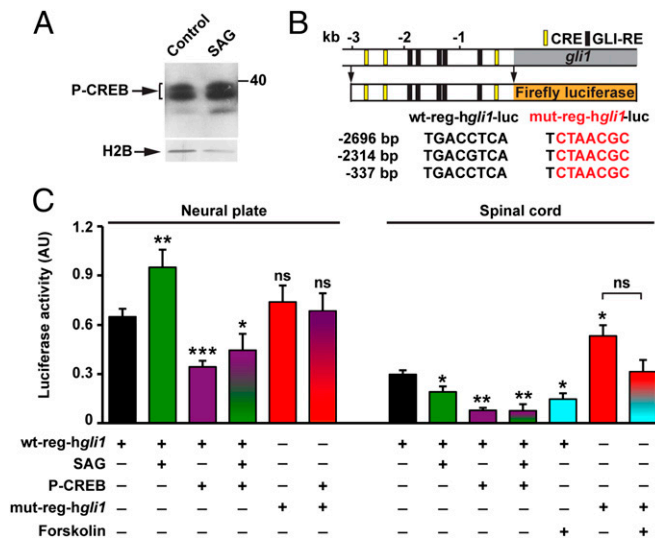 A
Control
SAG
P-CREB
40
H2B
B
kb -3 -2 -1
CRE GLI-RE
gli1
Firefly luciferase
wt-reg-hgli1-luc mut-reg-hgli1-luc
-2696 bp TGACCTCA TCTAACGC
-2314 bp TGACGTCA TCTAACGC
-337 bp TGACCTCA TCTAACGC
C
Neural plate Spinal cord
Luciferase activity (AU)
1.2
0.9
0.6
0.3
0
** *** * ns ns
* ** ** * * ns
wt-reg-hgli1 + + + + – – + + + + + – –
SAG – + – + – – – + – + – – –
P-CREB – – + + – + – – + + – – –
mut-reg-hgli1 – – – – + + – – – – – + +
Forskolin – – – – – – – – – – + – +